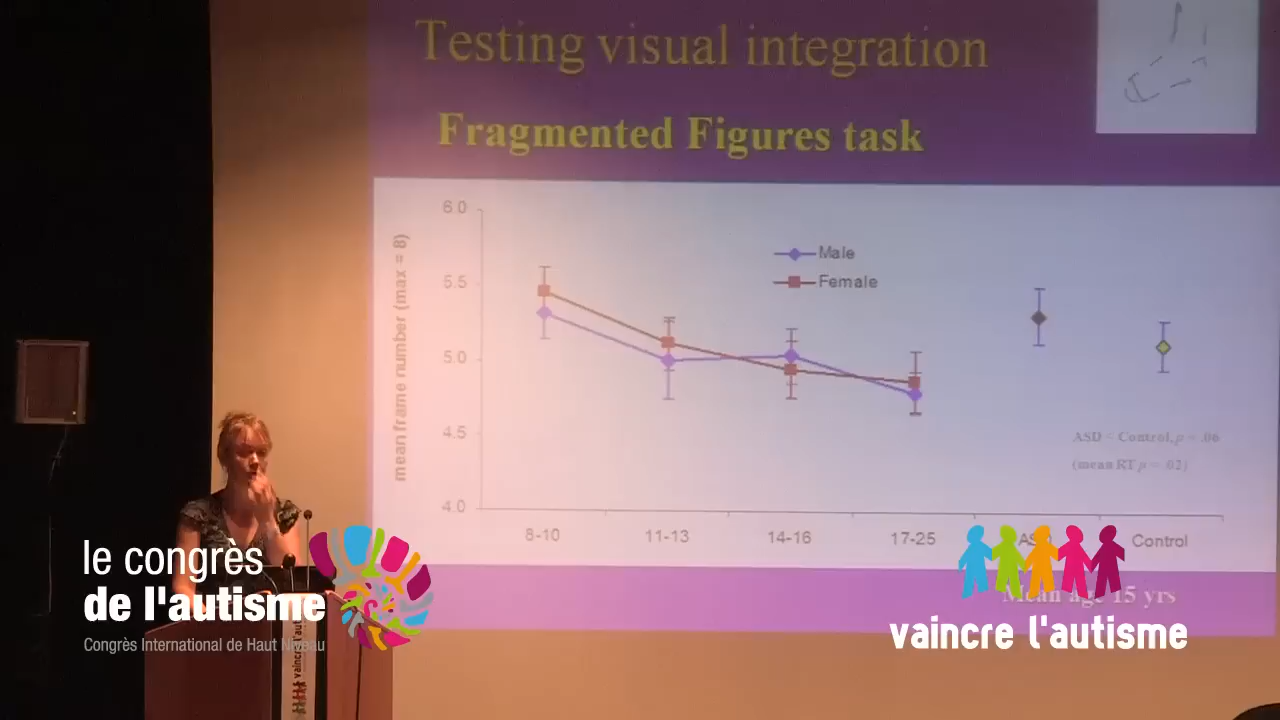 Testing visual integration
Fragmented Figures task
mean frame number (max = 8)
6.0
5.5
5.0
4.5
4.0
Male
Female
ASD < Control, p = .06
(mean RT p = .02)
8-10
11-13
14-16
17-25
Control
Mean age 15 yrs
le congrès
de l'autisme
Congrès International de Haut Niveau
vaincre l'autisme
vaincre l'aut